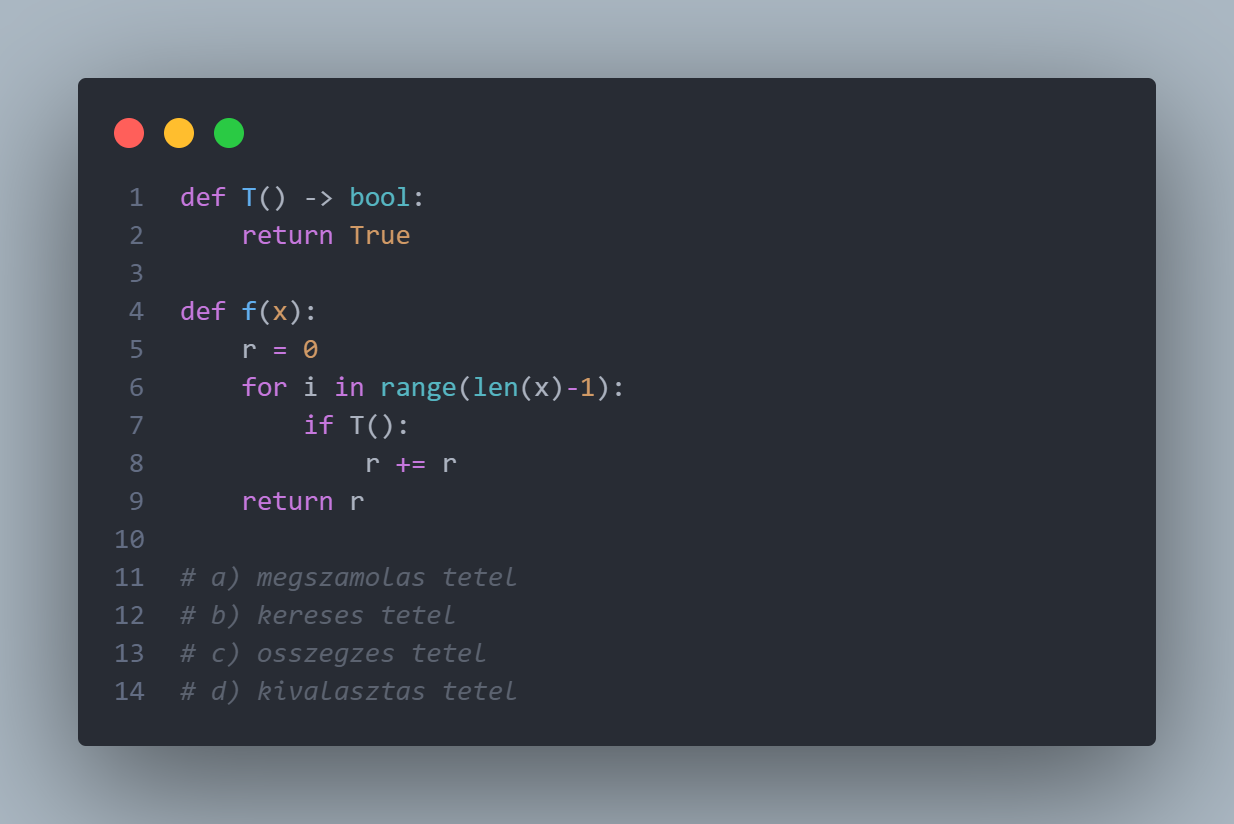 1 def T() -> bool:
2     return True
3
4 def f(x):
5     r = 0
6     for i in range(len(x)-1):
7         if T():
8             r += r
9     return r
10
11 # a) megszamolas tetel
12 # b) kereses tetel
13 # c) osszegzes tetel
14 # d) kivalasztas tetel